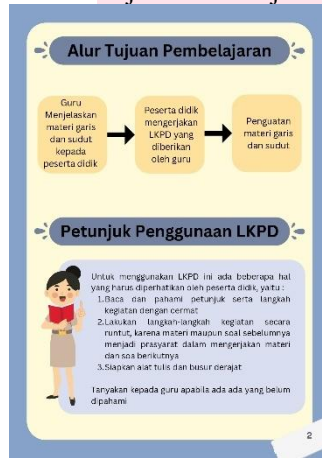 Alur Tujuan Pembelajaran
Guru
Menjelaskan
materi garis
dan sudut
kepada
peserta didik
Peserta didik
mengerjakan
LKPD yang
diberikan
oleh guru
Penguatan
materi garis
dan sudut
Petunjuk Penggunaan LKPD
Untuk menggunakan LKPD ini ada beberapa hal
yang harus diperhatikan oleh peserta didik, yaitu :
1.Baca dan pahami petunjuk serta langkah
kegiatan dengan cermat
2.Lakukan langkah-langkah kegiatan secara
runtut, karena materi maupun soal sebelumnya
menjadi prasyarat dalam mengerjakan materi
dan soa berikutnya
3.Siapkan alat tulis dan busur derajat
Tanyakan kepada guru apabila ada ada yang belum
dipahami
2